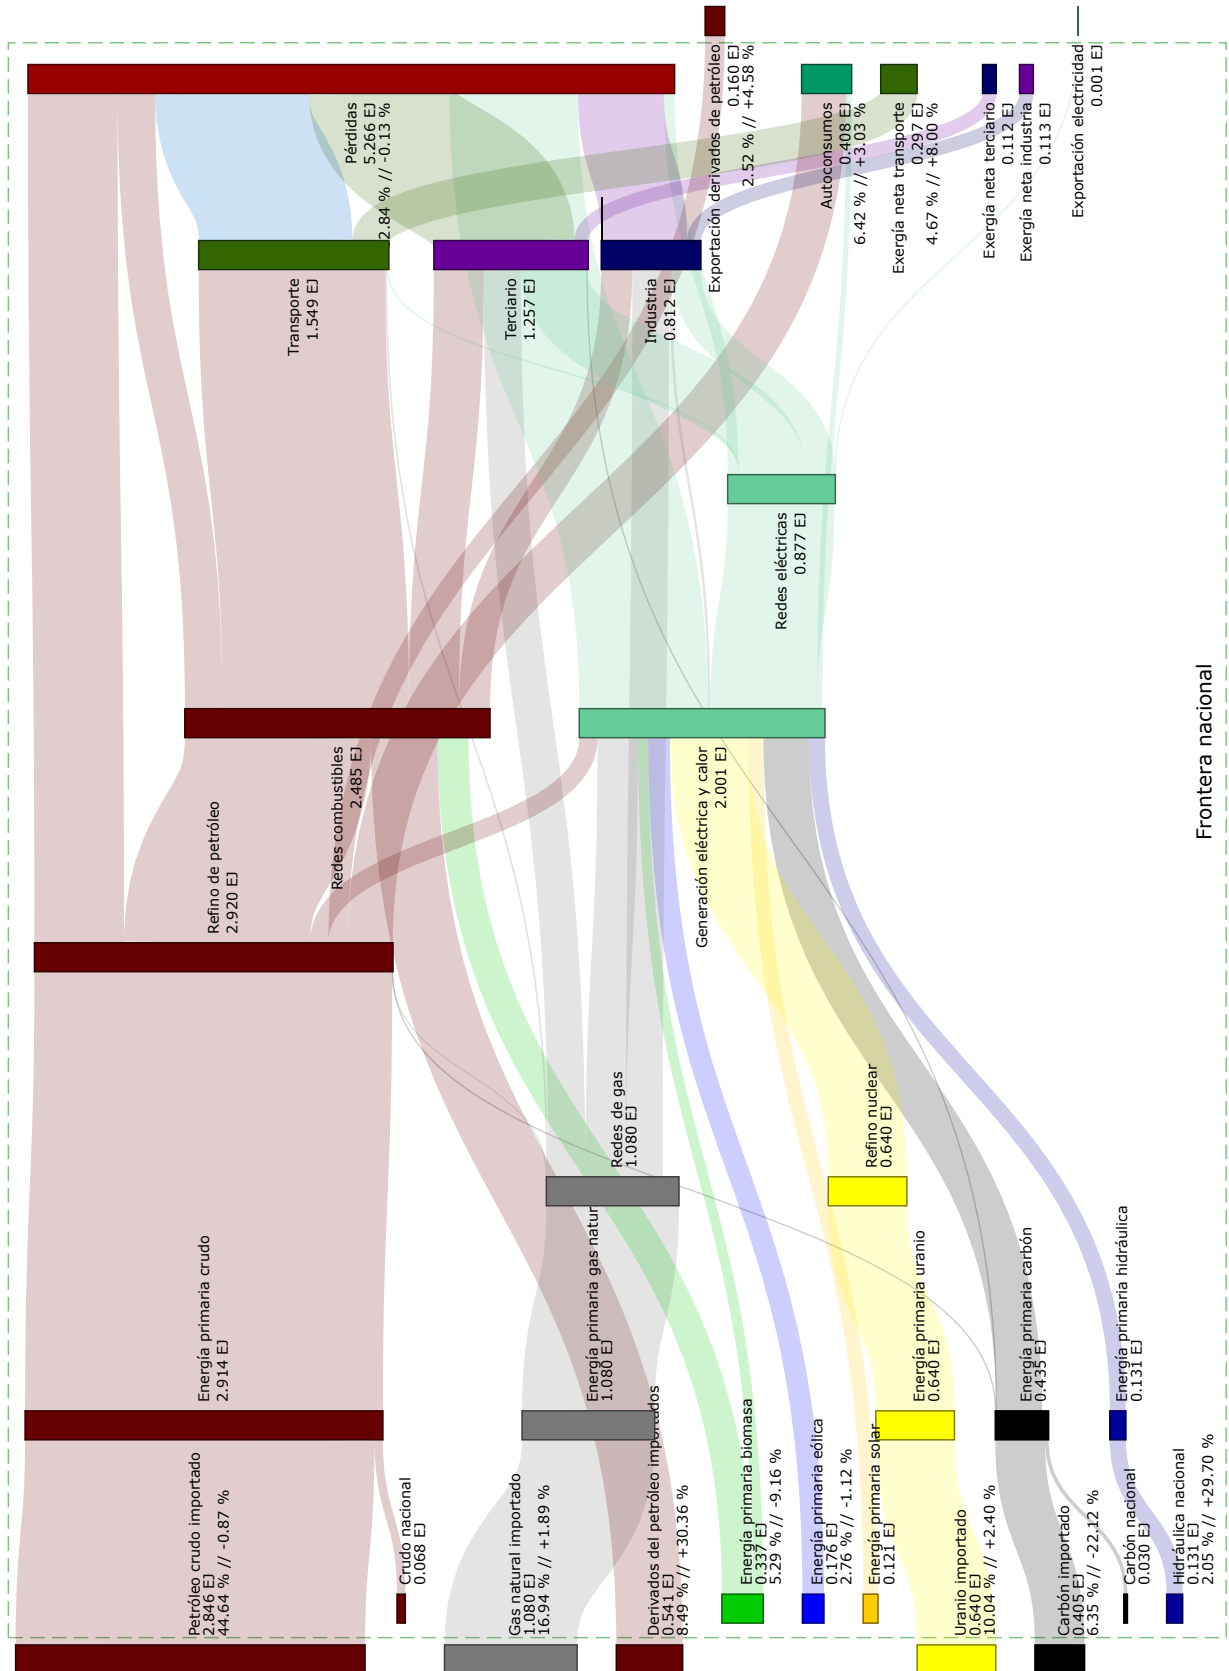 Petróleo crudo importado
2.846 EJ
44.64 % // -0.87 %
Crudo nacional
0.068 EJ
Gas natural importado
1.080 EJ
16.94 % // +1.89 %
Derivados del petróleo importados
0.541 EJ
8.49 % // +30.36 %
Energía primaria biomasa
0.337 EJ
5.29 % // -9.16 %
Energía primaria eólica
0.176 EJ
2.76 % // -1.12 %
Energía primaria solar
0.121 EJ
Uranio importado
0.640 EJ
10.04 % // +2.40 %
Carbón importado
0.405 EJ
6.35 % // -22.12 %
Carbón nacional
0.030 EJ
Hidráulica nacional
0.131 EJ
2.05 % // +29.70 %
Energía primaria crudo
2.914 EJ
Energía primaria gas natur
1.080 EJ
Energía primaria uranio
0.640 EJ
Energía primaria carbón
0.435 EJ
Energía primaria hidráulica
0.131 EJ
Redes de gas
1.080 EJ
Refino nuclear
0.640 EJ
Refino de petróleo
2.920 EJ
Redes combustibles
2.485 EJ
Generación eléctrica y calor
2.001 EJ
Redes eléctricas
0.877 EJ
Transporte
1.549 EJ
Terciario
1.257 EJ
Industria
0.812 EJ
Pérdidas
5.266 EJ
2.84 % // -0.13 %
Exportación derivados de petróleo
0.160 EJ
2.52 % // +4.58 %
Autoconsumos
0.408 EJ
6.42 % // +3.03 %
Exergía neta transporte
0.297 EJ
4.67 % // +8.00 %
Exergía neta terciario
0.112 EJ
Exergía neta industria
0.113 EJ
Exportación electricidad
0.001 EJ
Frontera nacional